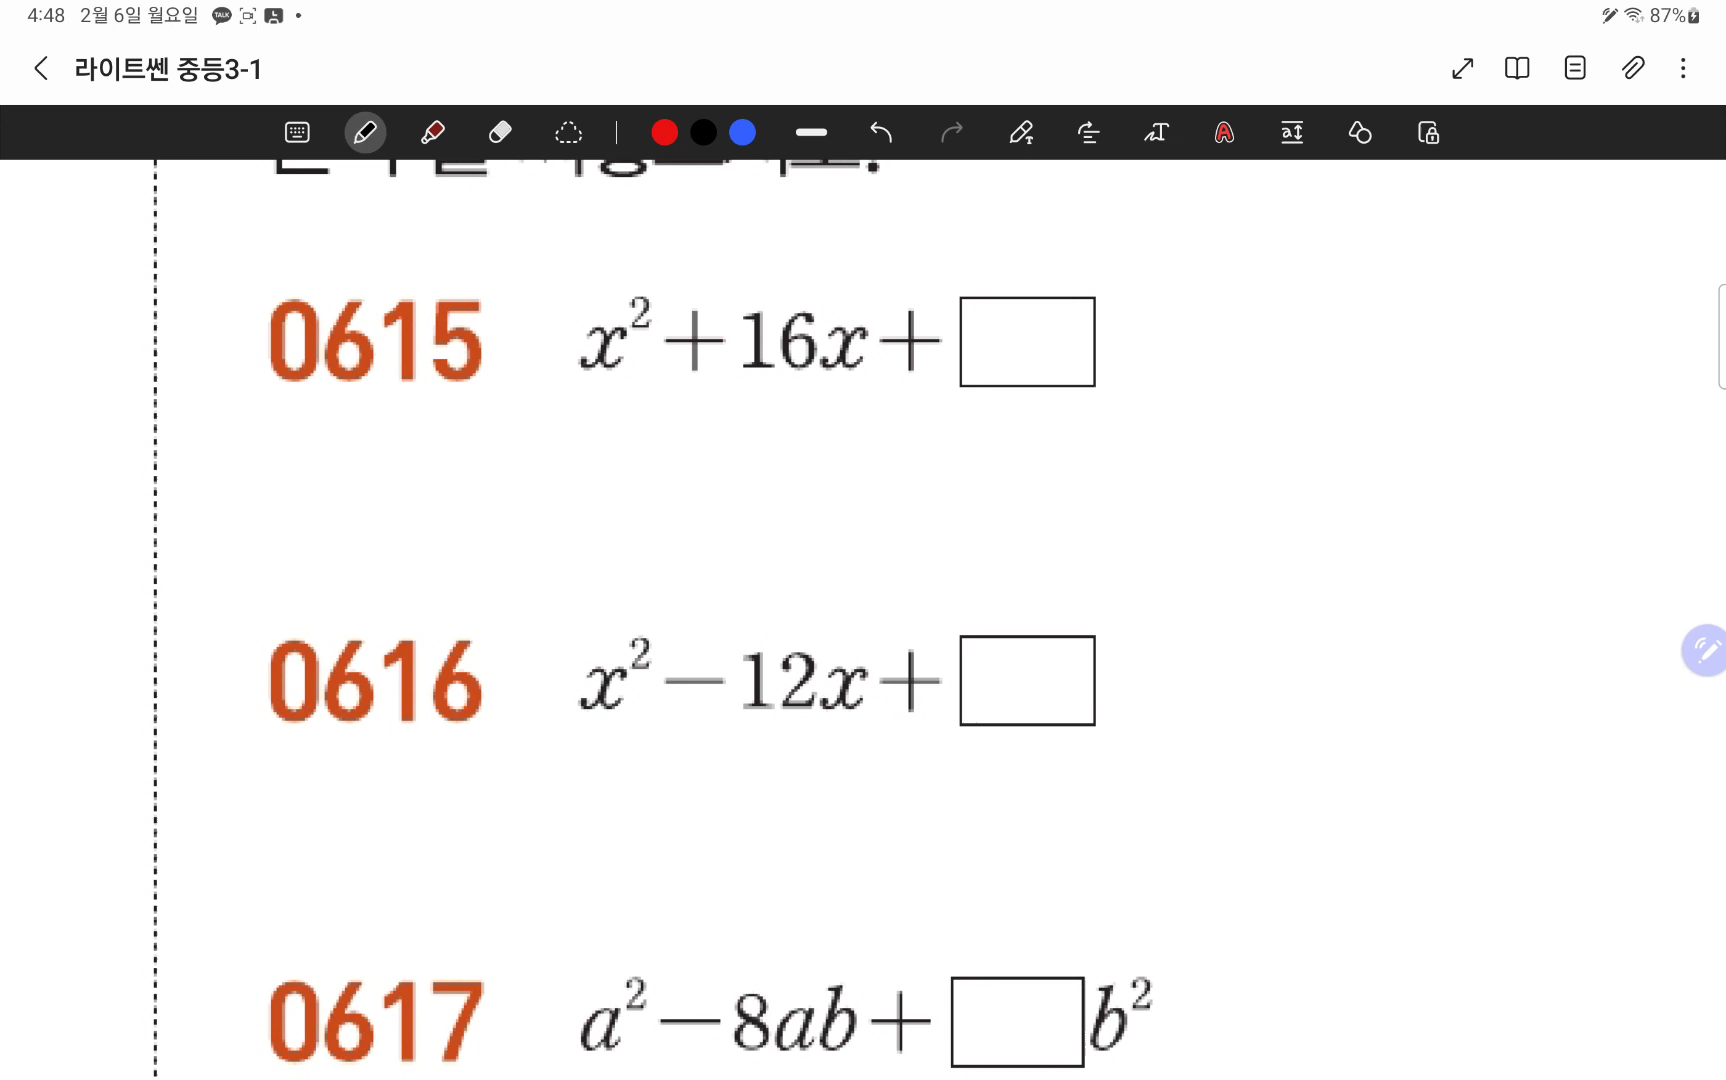 4:48 2월 6일 월요일 TALK 87%
라이트쎈 중등3-1
0615 x²+16x+□
0616 x²−12x+□
0617 a²−8ab+□b²